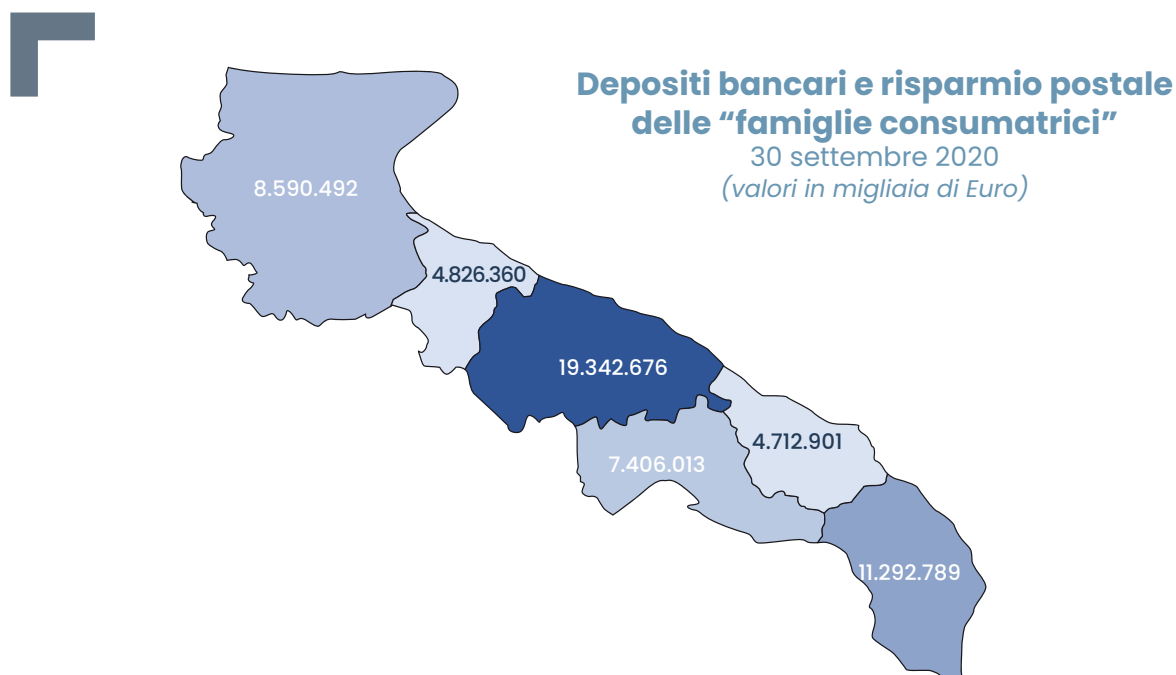 Depositi bancari e risparmio postale
delle “famiglie consumatrici”
30 settembre 2020
(valori in migliaia di Euro)
8.590.492
4.826.360
19.342.676
4.712.901
7.406.013
11.292.789